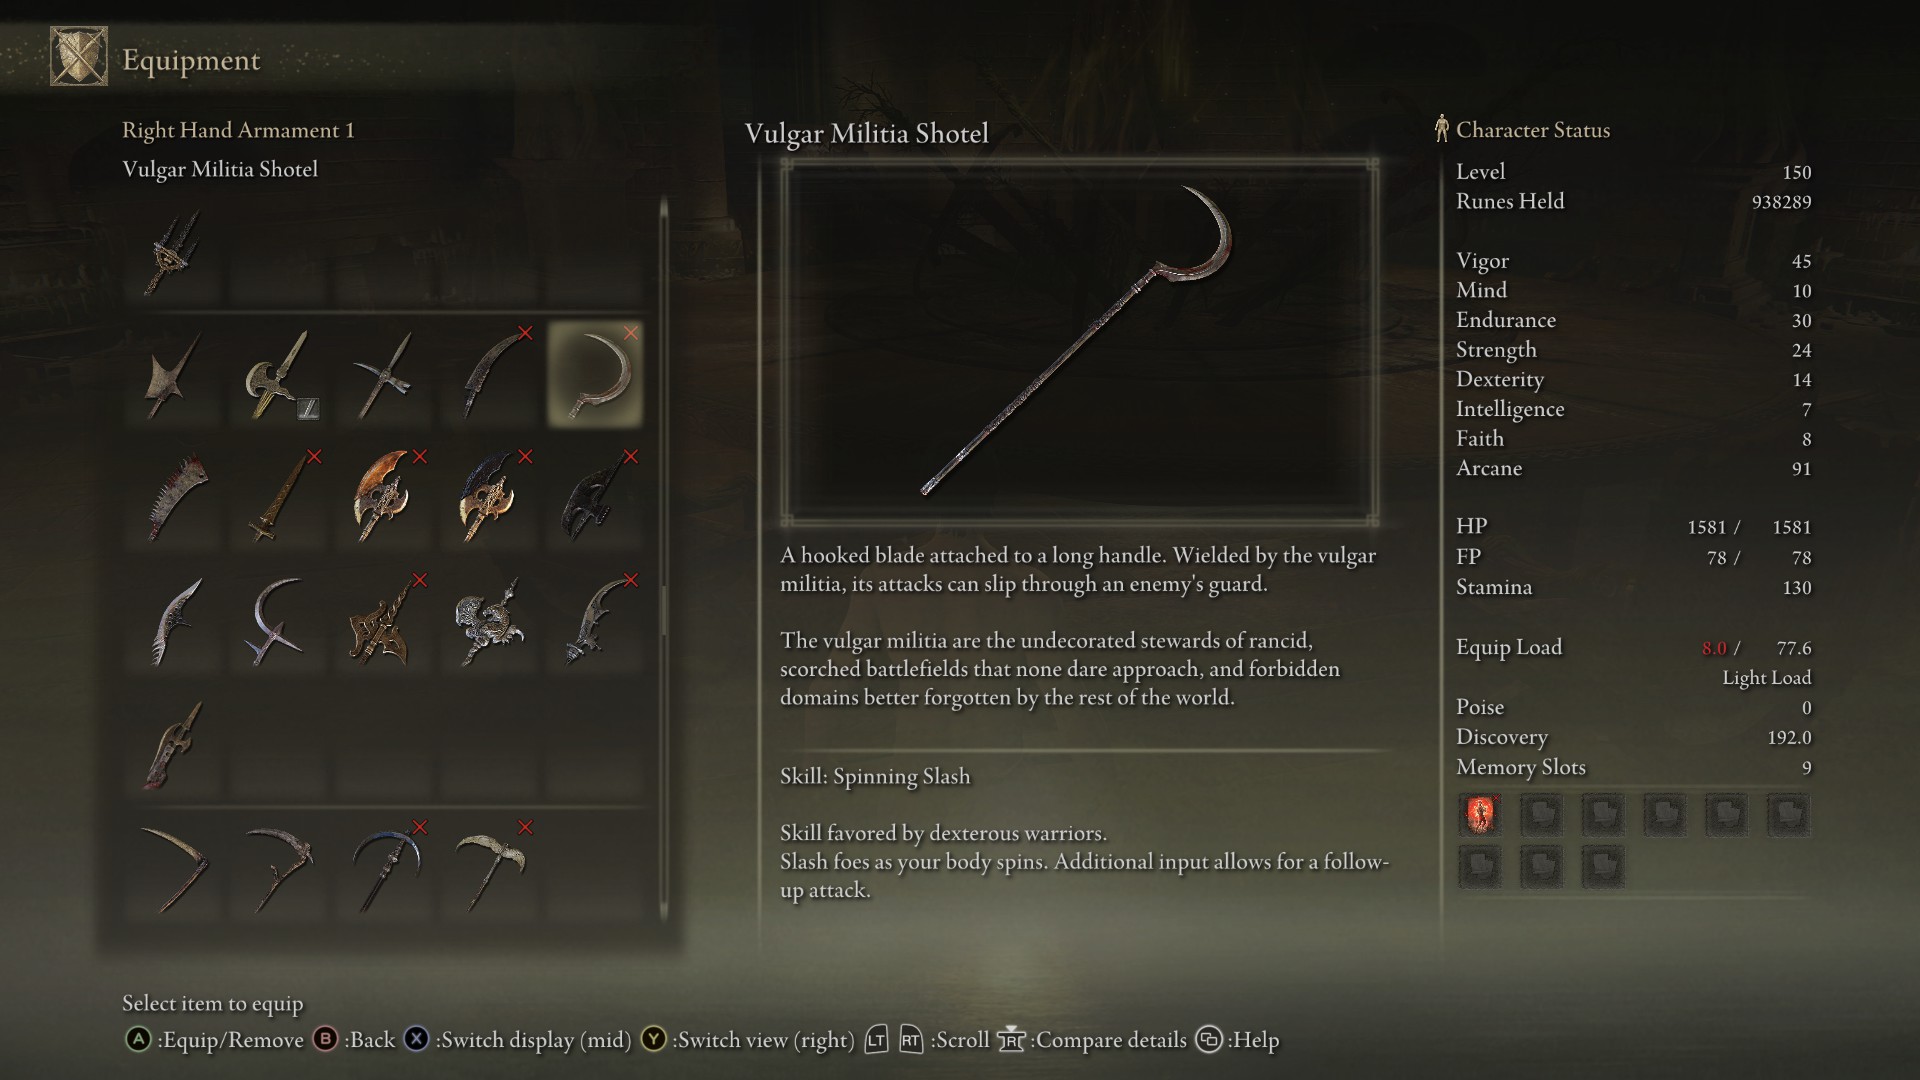 Equipment
Right Hand Armament 1
Vulgar Militia Shotel
Vulgar Militia Shotel
A hooked blade attached to a long handle. Wielded by the vulgar
militia, its attacks can slip through an enemy's guard.
The vulgar militia are the undecorated stewards of rancid,
scorched battlefields that none dare approach, and forbidden
domains better forgotten by the rest of the world.
Skill: Spinning Slash
Skill favored by dexterous warriors.
Slash foes as your body spins. Additional input allows for a follow-
up attack.
Character Status
Level 150
Runes Held 938289
Vigor 45
Mind 10
Endurance 30
Strength 24
Dexterity 14
Intelligence 7
Faith 8
Arcane 91
HP 1581 / 1581
FP 78 / 78
Stamina 130
Equip Load 8.0 / 77.6
Light Load
Poise 0
Discovery 192.0
Memory Slots 9
Select item to equip
A :Equip/Remove B :Back X :Switch display (mid) Y :Switch view (right) LT RT :Scroll R :Compare details :Help